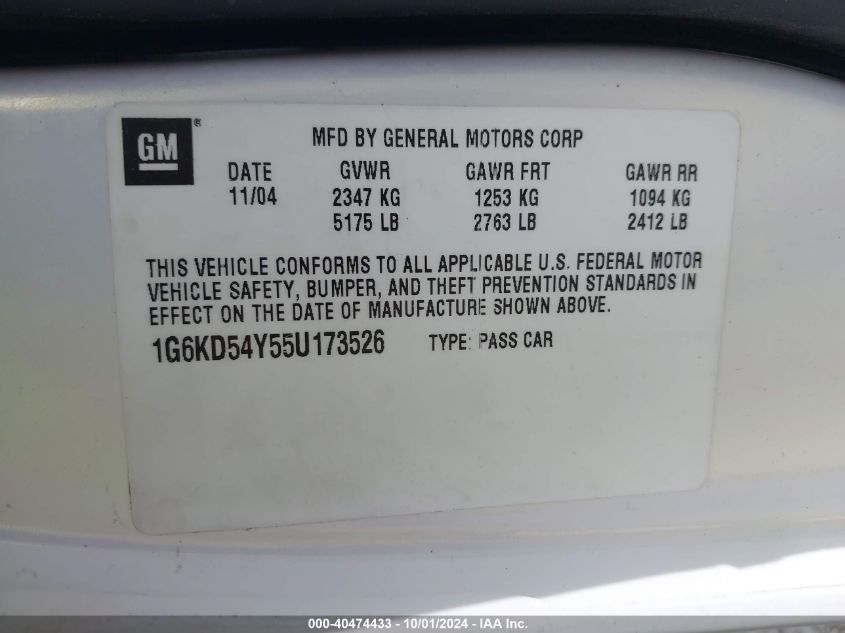 GM ®
MFD BY GENERAL MOTORS CORP
DATE GVWR GAWR FRT GAWR RR
11/04 2347 KG 1253 KG 1094 KG
5175 LB 2763 LB 2412 LB
THIS VEHICLE CONFORMS TO ALL APPLICABLE U.S. FEDERAL MOTOR
VEHICLE SAFETY, BUMPER, AND THEFT PREVENTION STANDARDS IN
EFFECT ON THE DATE OF MANUFACTURE SHOWN ABOVE.
1G6KD54Y55U173526 TYPE: PASS CAR
000-40474433 - 10/01/2024 - IAA Inc.